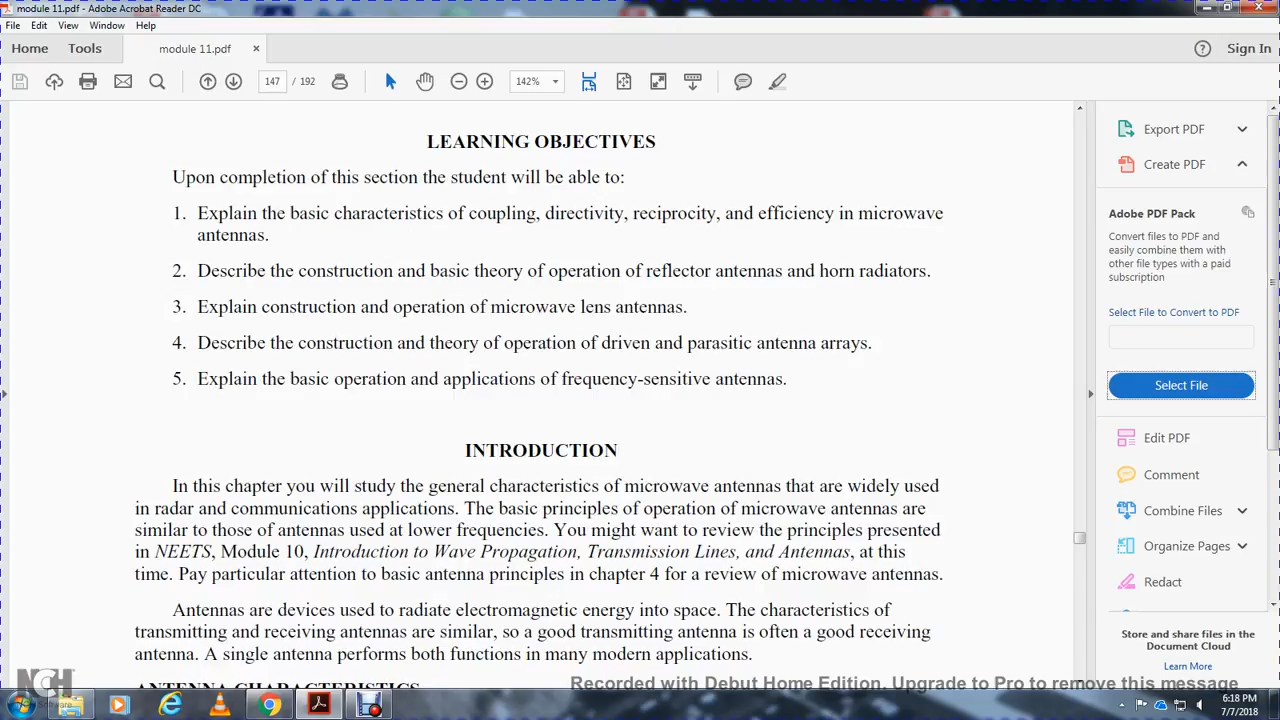 module 11.pdf - Adobe Acrobat Reader DC
File Edit View Window Help
Home Tools module 11.pdf × Sign In
147 / 192 142%
LEARNING OBJECTIVES
Upon completion of this section the student will be able to:
1. Explain the basic characteristics of coupling, directivity, reciprocity, and efficiency in microwave
antennas.
2. Describe the construction and basic theory of operation of reflector antennas and horn radiators.
3. Explain construction and operation of microwave lens antennas.
4. Describe the construction and theory of operation of driven and parasitic antenna arrays.
5. Explain the basic operation and applications of frequency-sensitive antennas.
INTRODUCTION
In this chapter you will study the general characteristics of microwave antennas that are widely used
in radar and communications applications. The basic principles of operation of microwave antennas are
similar to those of antennas used at lower frequencies. You might want to review the principles presented
in NEETS, Module 10, Introduction to Wave Propagation, Transmission Lines, and Antennas, at this
time. Pay particular attention to basic antenna principles in chapter 4 for a review of microwave antennas.
Antennas are devices used to radiate electromagnetic energy into space. The characteristics of
transmitting and receiving antennas are similar, so a good transmitting antenna is often a good receiving
antenna. A single antenna performs both functions in many modern applications.
ANTENNA CHARACTERISTICS
Export PDF
Create PDF
Adobe PDF Pack
Convert files to PDF and
easily combine them with
other file types with a paid
subscription
Select File to Convert to PDF
Select File
Edit PDF
Comment
Combine Files
Organize Pages
Redact
Store and share files in the
Document Cloud
Learn More
NCH Software
Recorded with Debut Home Edition. Upgrade to Pro to remove this message
6:18 PM
7/7/2018